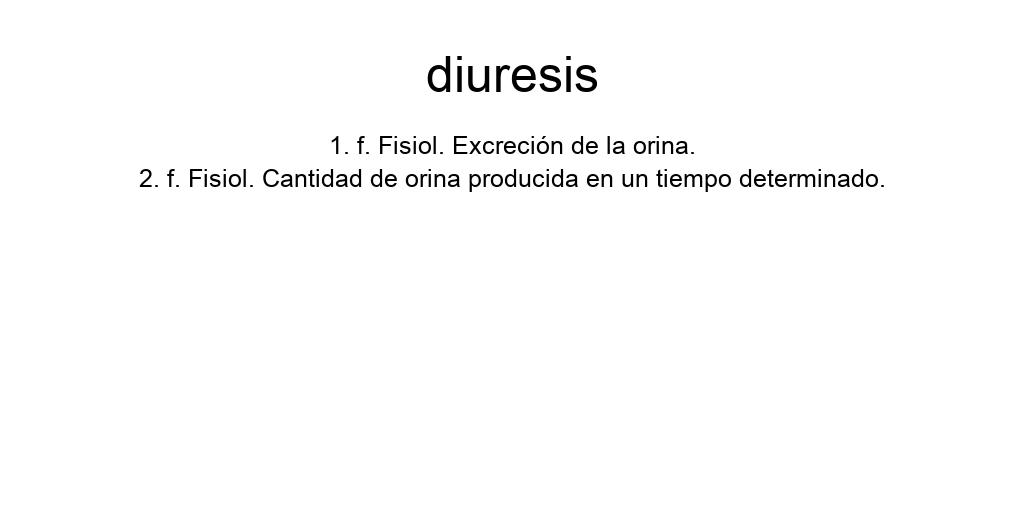 diuresis
1. f. Fisiol. Excreción de la orina.
2. f. Fisiol. Cantidad de orina producida en un tiempo determinado.